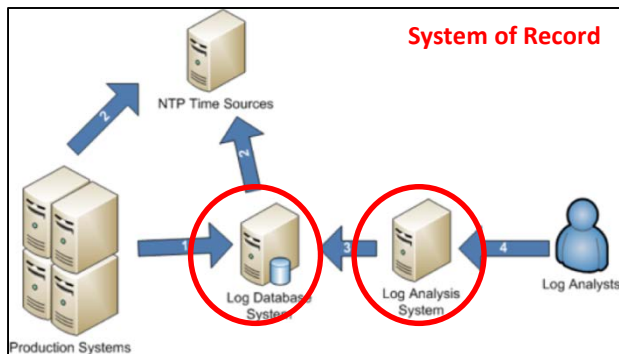 System of Record
NTP Time Sources
2
2
1
3
4
Log Database
System
Log Analysis
System
Log Analysts
Production Systems